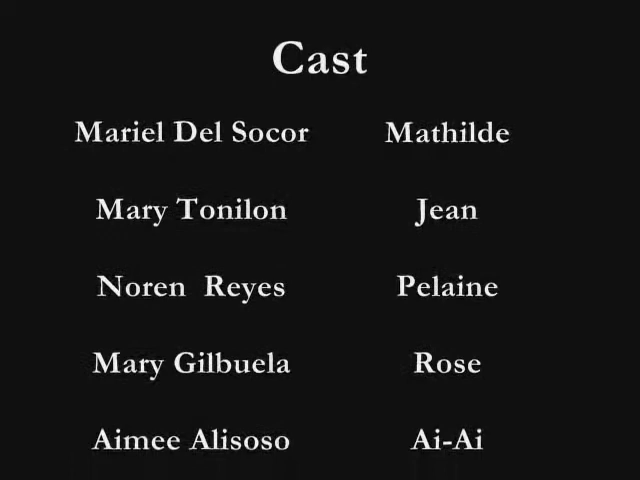 Cast
Mariel Del Socor Mathilde
Mary Tonilon Jean
Noren Reyes Pelaine
Mary Gilbuela Rose
Aimee Alisoso Ai-Ai